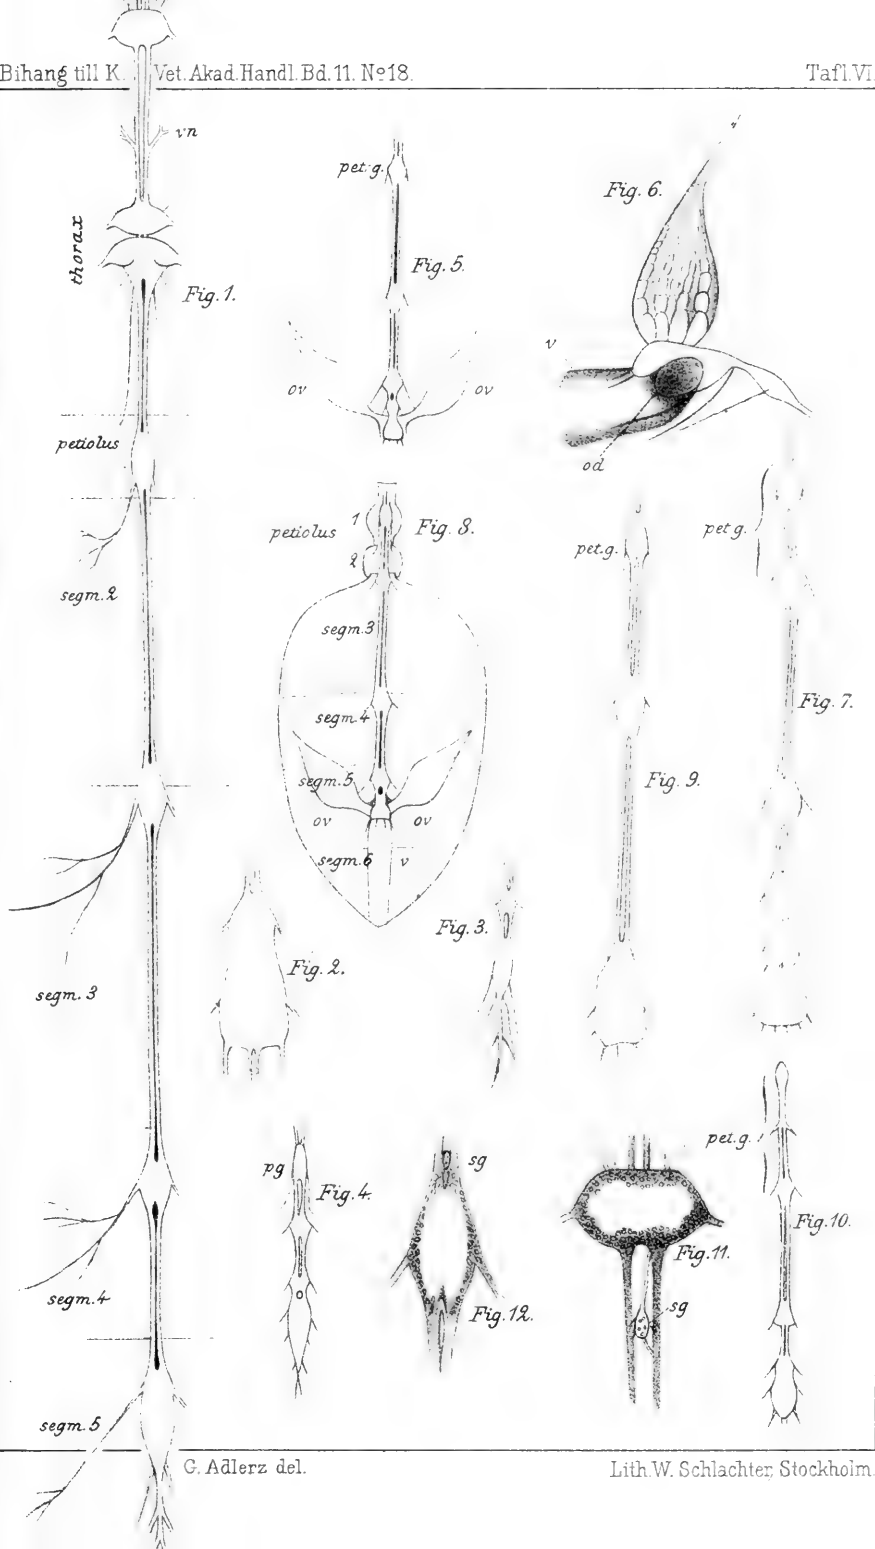 Bihang till K. Vet. Akad. Handl. Bd. 11. No 18.
Tafl. VI.
vn
thorax
Fig. 1.
petiolus
segm. 2
segm. 3
segm. 4
segm. 5
pet. g.
Fig. 5.
ov
ov
Fig. 6.
v
od
petiolus
1
2
Fig. 8.
segm. 3
segm. 4
segm. 5
ov
ov
segm. 6
v
pet. g.
Fig. 9.
pet g.
Fig. 7.
Fig. 2.
Fig. 3.
pg
Fig. 4.
sg
Fig. 12.
Fig. 11.
sg
pet. g.
Fig. 10.
G. Adlerz del.
Lith. W. Schlachter, Stockholm.